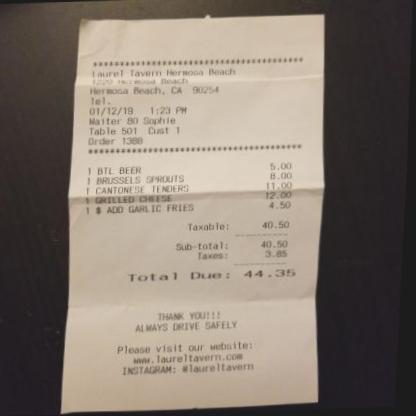 ****************************************
Laurel Tavern Hermosa Beach
1220 Hermosa Beach
Hermosa Beach, CA 90254
Tel.
01/12/19 1:23 PM
Waiter 80 Sophie
Table 501 Cust 1
Order 1388
****************************************
1 BTL BEER 5.00
1 BRUSSELS SPROUTS 8.00
1 CANTONESE TENDERS 11.00
1 GRILLED CHEESE 12.00
1 $ ADD GARLIC FRIES 4.50
Taxable: 40.50
Sub-total: 40.50
Taxes: 3.85
Total Due: 44.35
THANK YOU!!!
ALWAYS DRIVE SAFELY
Please visit our website:
www.laureltavern.com
INSTAGRAM: #laureltavern